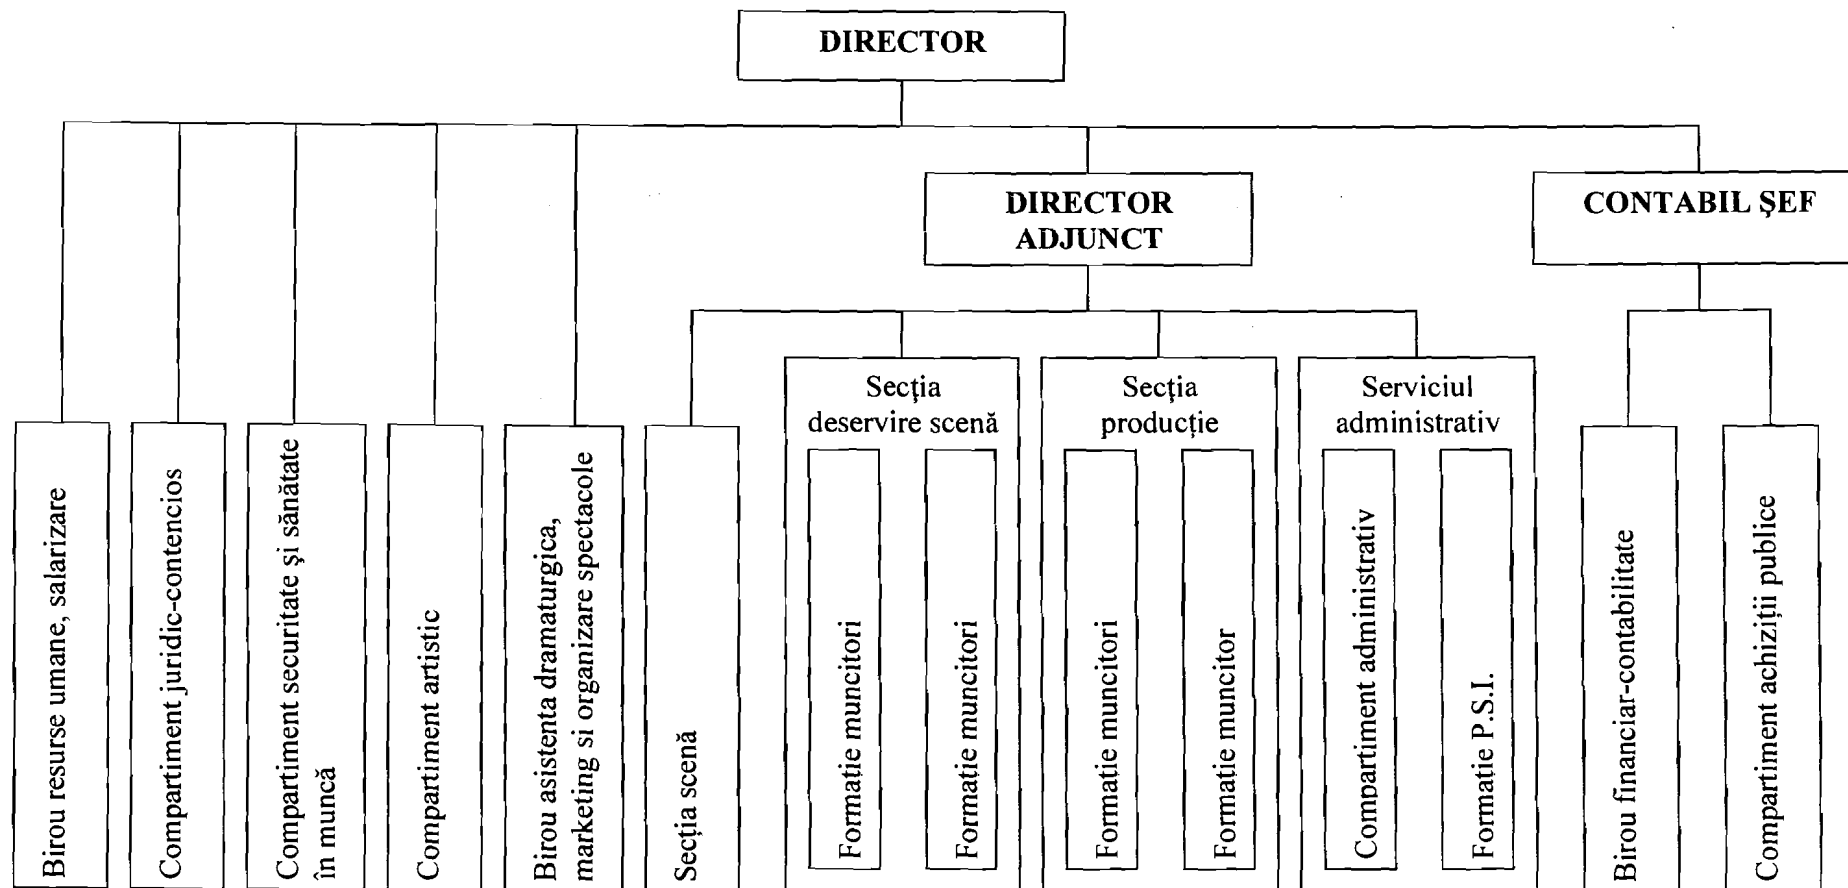 DIRECTOR
DIRECTOR
ADJUNCT
CONTABIL ŞEF
Birou resurse umane, salarizare
Compartiment juridic-contencios
Compartiment securitate şi sănătate
în muncă
Compartiment artistic
Birou asistenta dramaturgica,
marketing si organizare spectacole
Secţia scenă
Secţia
deservire scenă
Formaţie muncitori
Formaţie muncitori
Secţia
producţie
Formaţie muncitori
Formaţie muncitor
Serviciul
administrativ
Compartiment administrativ
Formaţie P.S.I.
Birou financiar-contabilitate
Compartiment achiziţii publice